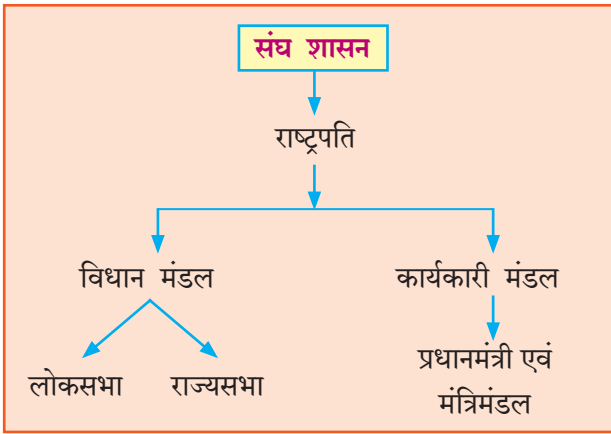 संघ शासन
राष्ट्रपति
विधान मंडल
कार्यकारी मंडल
लोकसभा
राज्यसभा
प्रधानमंत्री एवं
मंत्रिमंडल